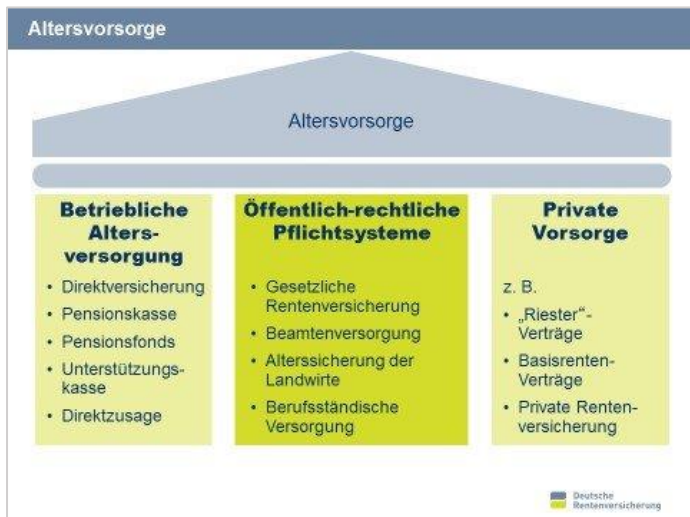 Altersvorsorge
Altersvorsorge
Betriebliche
Alters-
versorgung
• Direktversicherung
• Pensionskasse
• Pensionsfonds
• Unterstützungs-
kasse
• Direktzusage
Öffentlich-rechtliche
Pflichtsysteme
• Gesetzliche
Rentenversicherung
• Beamtenversorgung
• Alterssicherung der
Landwirte
• Berufsständische
Versorgung
Private
Vorsorge
z. B.
• „Riester“-
Verträge
• Basisrenten-
Verträge
• Private Renten-
versicherung
Deutsche
Rentenversicherung